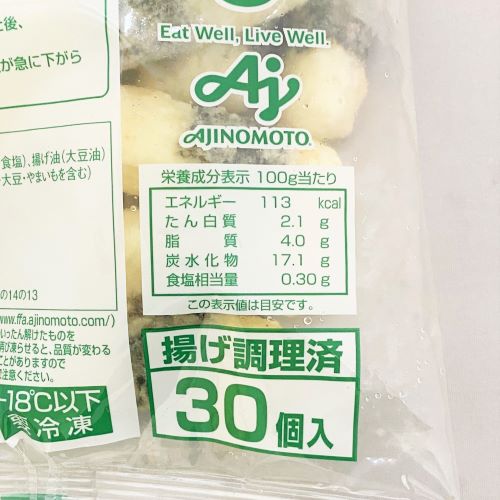 Eat Well, Live Well.
Aj
AJINOMOTO®
た後、
が急に下がら
食塩)、揚げ油(大豆油)
大豆・やまいもを含む)
の14の13
www.ffa.ajinomoto.com/)
いったん解けたものを
凍らせると、品質が変わる
ことがありますので
注意ください。
-18℃以下
冷凍
栄養成分表示 100g当たり
エネルギー 113 kcal
たん白質 2.1 g
脂質 4.0 g
炭水化物 17.1 g
食塩相当量 0.30 g
この表示値は目安です。
揚げ調理済
30個入